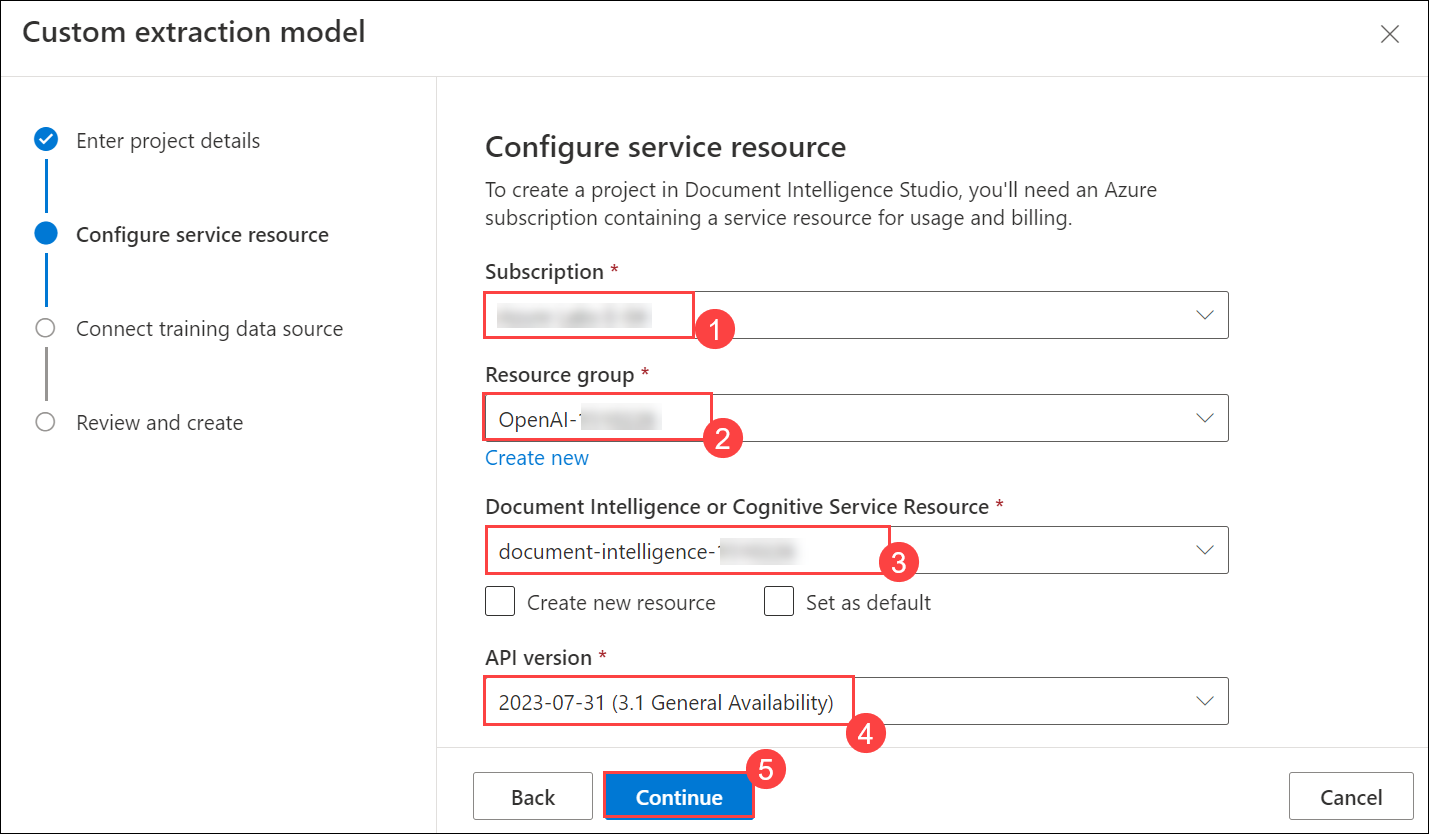 Custom extraction model
Enter project details
Configure service resource
Connect training data source
Review and create
Configure service resource
To create a project in Document Intelligence Studio, you'll need an Azure
subscription containing a service resource for usage and billing.
Subscription *
1
Resource group *
OpenAI-
2
Create new
Document Intelligence or Cognitive Service Resource *
document-intelligence-
3
Create new resource
Set as default
API version *
2023-07-31 (3.1 General Availability)
4
5
Back
Continue
Cancel